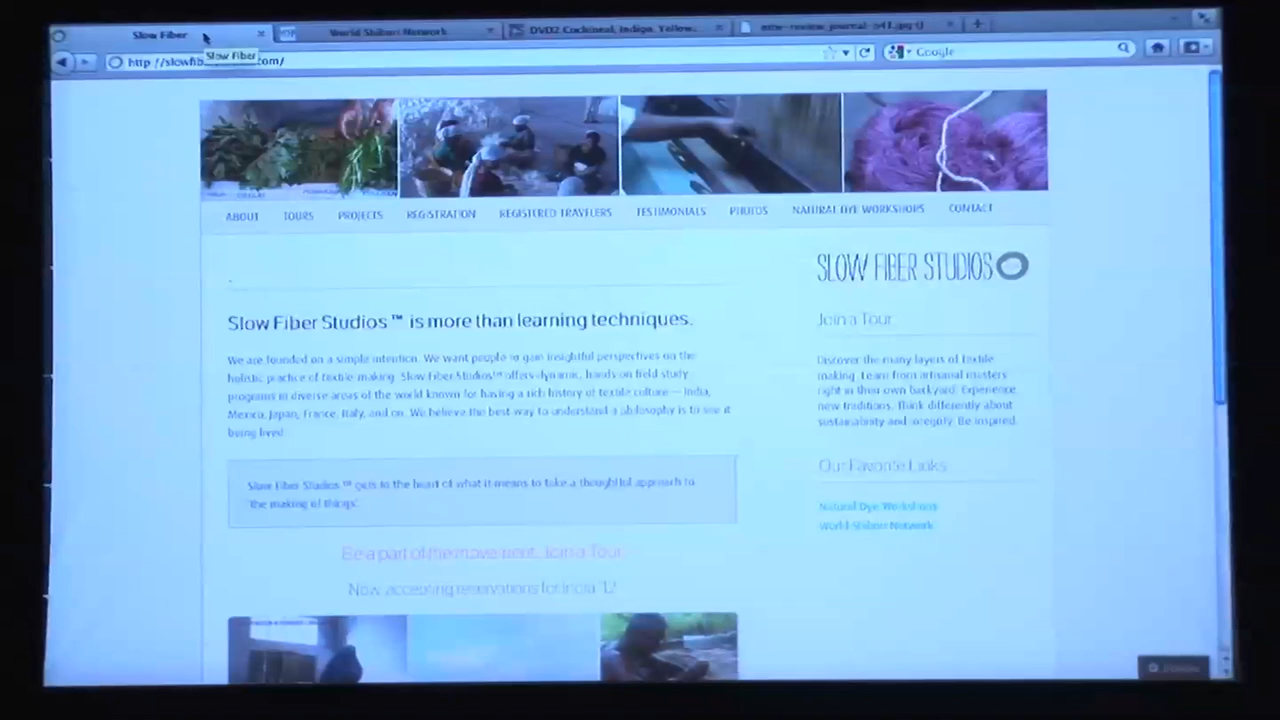 Slow Fiber
World Shibori Network
DVD2 Cochineal, Indigo, Yellow...
Slow Fiber
Google
ABOUT TOURS PROJECTS REGISTRATION REGISTERED TRAVELERS TESTIMONIALS PHOTOS NATURAL DYE WORKSHOPS CONTACT
Slow Fiber Studios ™ is more than learning techniques.
We are founded on a simple intention. We want people to gain insightful perspectives on the
holistic practice of textile making. Slow Fiber Studios™ offers dynamic, hands on field study
programs in diverse areas of the world known for having a rich history of textile culture — India,
Mexico, Japan, France, Italy, and on. We believe the best way to understand a philosophy is to see it
being lived.
Slow Fiber Studios ™ gets to the heart of what it means to take a thoughtful approach to
'the making of things'.
Be a part of the movement. Join a Tour.
Now accepting reservations for India '12
SLOW FIBER STUDIOS
Join a Tour
Discover the many layers of textile
making. Learn from artisanal masters
right in their own backyard. Experience
new traditions. Think differently about
sustainability and integrity. Be inspired.
Our Favorite Links
Natural Dye Workshops
World Shibori Network